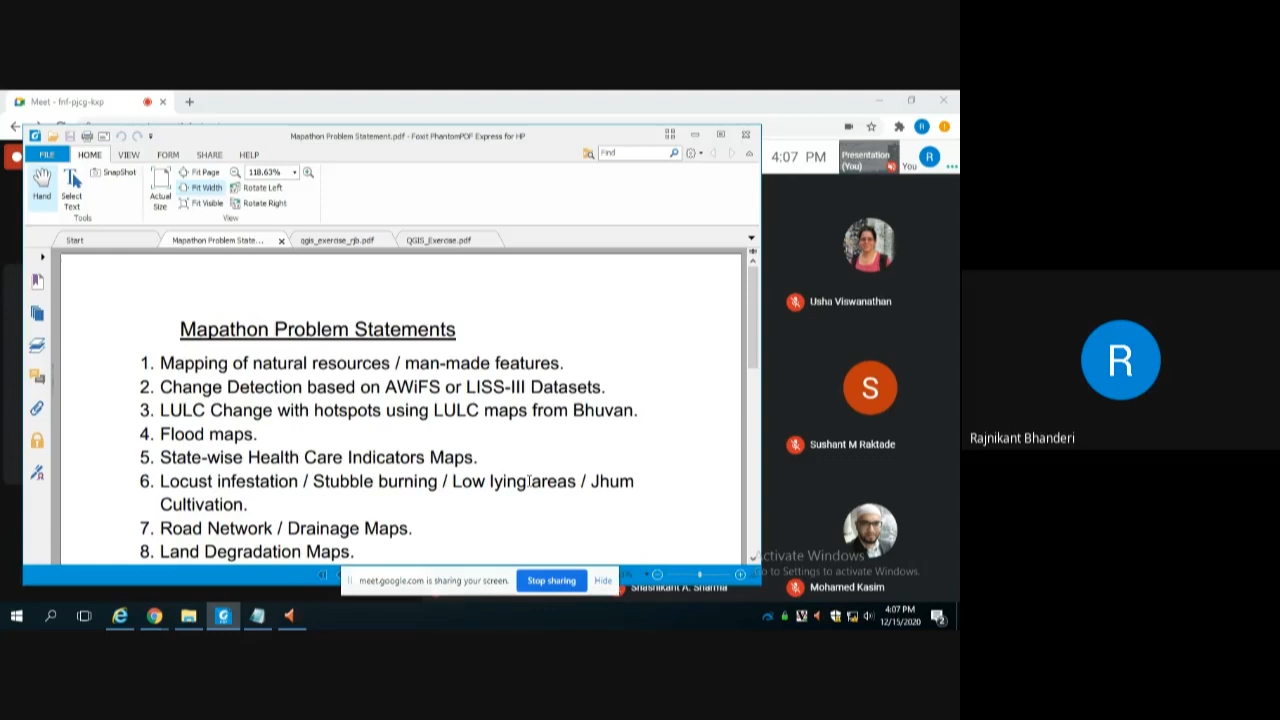 Meet - fnf-pjcg-kxp
Mapathon Problem Statement.pdf - Foxit PhantomPDF Express for HP
FILE HOME VIEW FORM SHARE HELP
Find
Hand
Select Text
SnapShot
Tools
Actual Size
Fit Page
Fit Width
Fit Visible
118.63%
Rotate Left
Rotate Right
View
Start
Mapathon Problem State...
qgis_exercise_rjb.pdf
QGIS_Exercise.pdf
Mapathon Problem Statements
1. Mapping of natural resources / man-made features.
2. Change Detection based on AWiFS or LISS-III Datasets.
3. LULC Change with hotspots using LULC maps from Bhuvan.
4. Flood maps.
5. State-wise Health Care Indicators Maps.
6. Locust infestation / Stubble burning / Low lying areas / Jhum
Cultivation.
7. Road Network / Drainage Maps.
8. Land Degradation Maps.
meet.google.com is sharing your screen.
Stop sharing
Hide
4:07 PM
Presentation
(You)
You
R
Usha Viswanathan
S
Sushant M Raktade
Activate Windows
Go to Settings to activate Windows.
Shashikant A. Sharma
Mohamed Kasim
4:07 PM
12/15/2020
2
R
Rajnikant Bhanderi